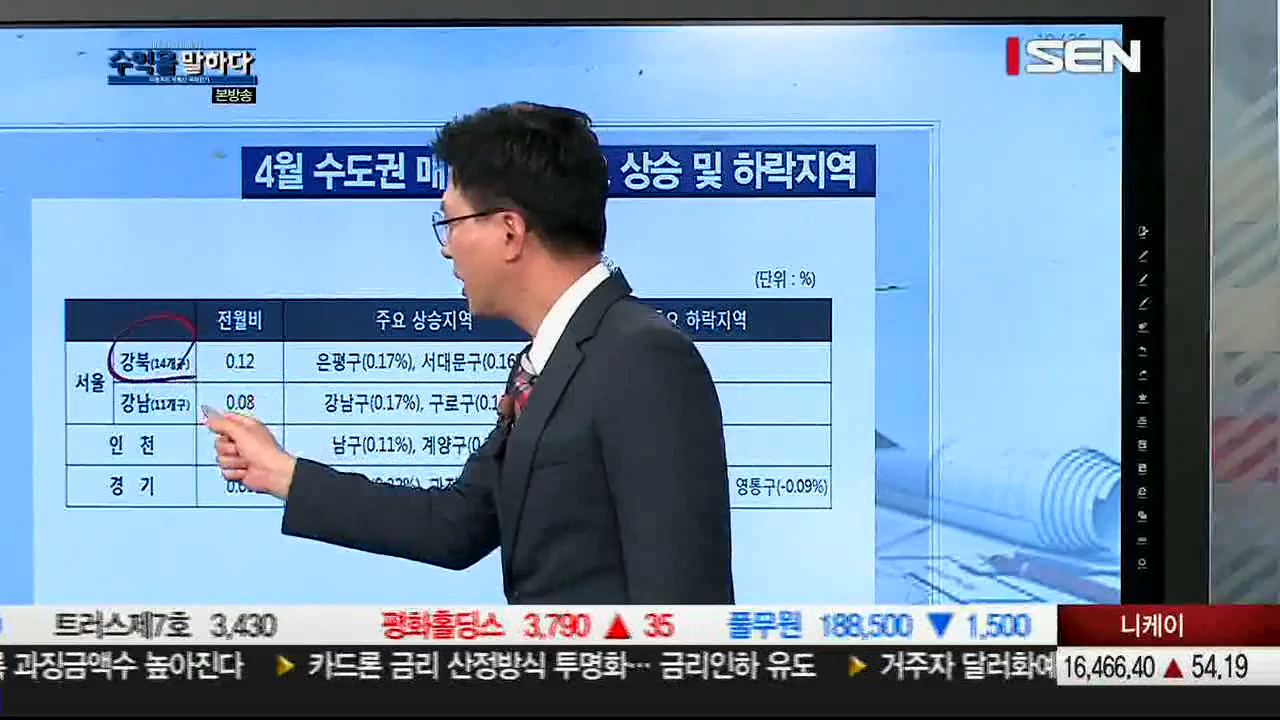 수익을 말하다
본방송
SEN
4월 수도권 매 상승 및 하락지역
(단위 : %)
전월비 주요 상승지역 주요 하락지역
서울 강북(14개구) 0.12 은평구(0.17%), 서대문구(0.16
강남(11개구) 0.08 강남구(0.17%), 구로구(0.1
인 천 남구(0.11%), 계양구(0
경 기 영통구(-0.09%)
트러스제7호 3,430 평화홀딩스 3,790 ▲ 35 풀무원 188,500 ▼ 1,500 니케이
과징금액수 높아진다 카드론 금리 산정방식 투명화… 금리인하 유도 거주자 달러화예 16,466.40 ▲ 54.19